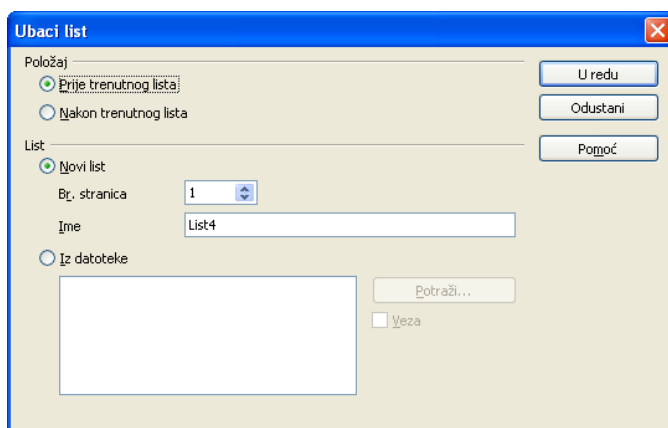 Ubaci list
Položaj
Prije trenutnog lista
Nakon trenutnog lista
U redu
Odustani
Pomoć
List
Novi list
Br. stranica 1
Ime List4
Iz datoteke
Potraži...
Veza